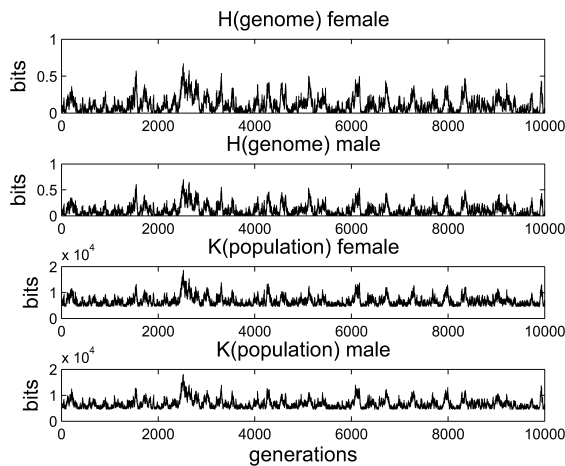 H(genome) female
1
0.5
0
bits
0 2000 4000 6000 8000 10000
H(genome) male
1
0.5
0
bits
0 2000 4000 6000 8000 10000
K(population) female
x 10^4
2
1
0
bits
0 2000 4000 6000 8000 10000
K(population) male
x 10^4
2
1
0
bits
0 2000 4000 6000 8000 10000
generations